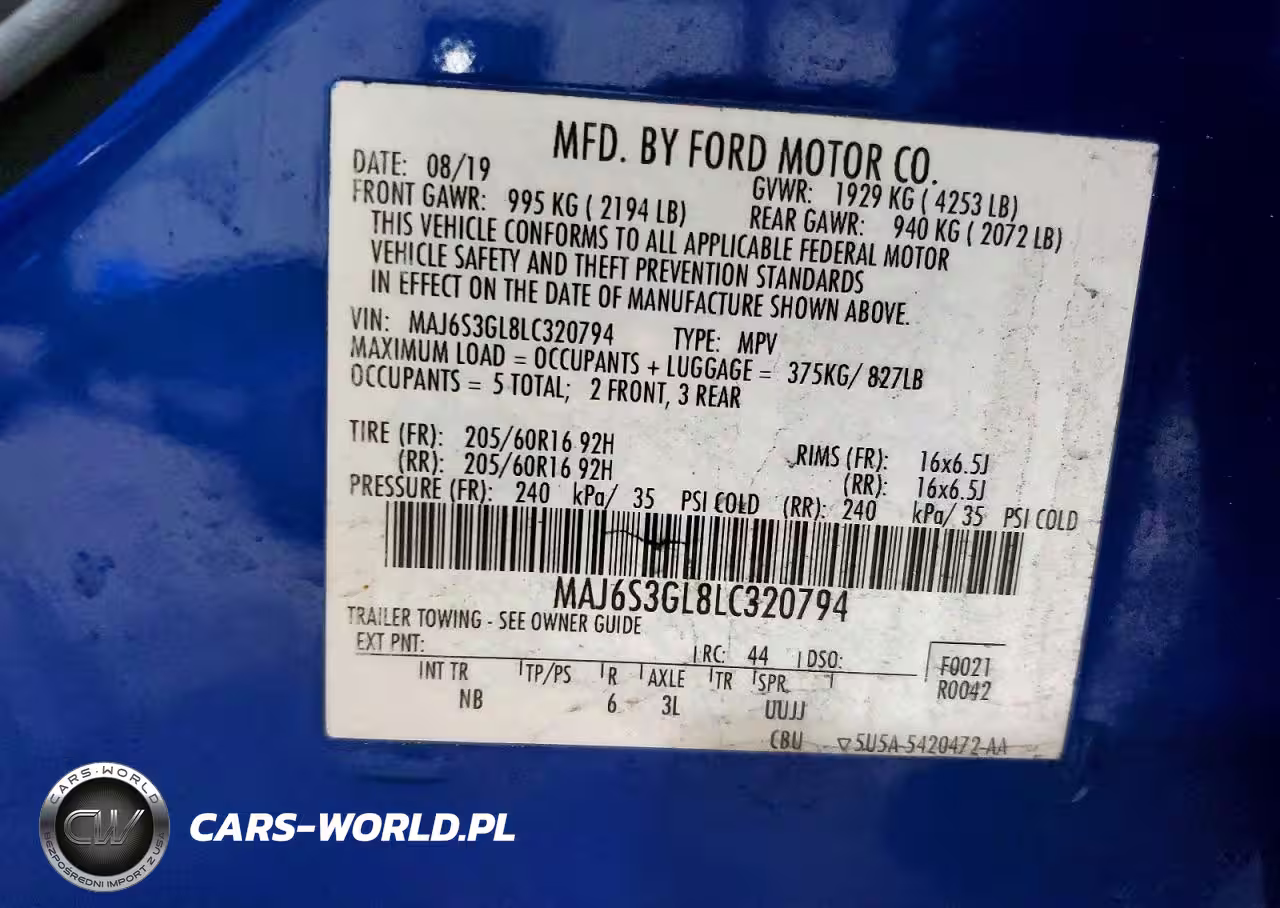 MFD. BY FORD MOTOR CO.
DATE: 08/19 GVWR: 1929 KG ( 4253 LB)
FRONT GAWR: 995 KG ( 2194 LB) REAR GAWR: 940 KG ( 2072 LB)
THIS VEHICLE CONFORMS TO ALL APPLICABLE FEDERAL MOTOR
VEHICLE SAFETY AND THEFT PREVENTION STANDARDS
IN EFFECT ON THE DATE OF MANUFACTURE SHOWN ABOVE.
VIN: MAJ6S3GL8LC320794 TYPE: MPV
MAXIMUM LOAD = OCCUPANTS + LUGGAGE = 375KG/ 827LB
OCCUPANTS = 5 TOTAL; 2 FRONT, 3 REAR
TIRE (FR): 205/60R16 92H RIMS (FR): 16x6.5J
(RR): 205/60R16 92H (RR): 16x6.5J
PRESSURE (FR): 240 kPa/ 35 PSI COLD (RR): 240 kPa/ 35 PSI COLD
MAJ6S3GL8LC320794
TRAILER TOWING - SEE OWNER GUIDE
EXT PNT: RC: 44 DSO: F0021
INT TR TP/PS R AXLE TR SPR R0042
NB 6 3L UUJJ
CBU ▽5U5A-5420472-AA
CARS-WORLD
CW
BEZPOŚREDNI IMPORT Z USA
CARS-WORLD.PL